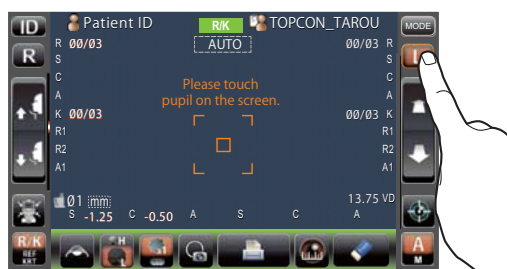 ID Patient ID R/K TOPCON_TAROU MODE
R 00/03 AUTO 00/03 R
R S S L
C C
A Please touch A
pupil on the screen.
K 00/03 00/03 K
R1 R1
R2 R2
A1 A1
01 mm 13.75 VD
S -1.25 C -0.50 A S C A
R/K REF KRT H A M